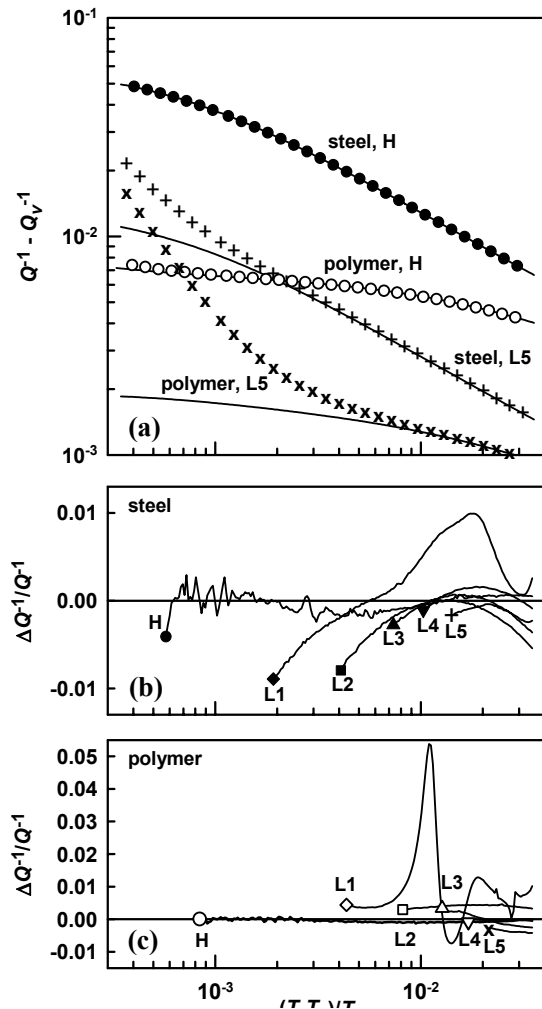 10⁻¹
steel, H
Q⁻¹ - Qᵥ⁻¹
10⁻²
polymer, H
steel, L5
polymer, L5
(a)
10⁻³
steel
0.01
ΔQ⁻¹/Q⁻¹
0.00
H
L3
L4
L5
-0.01
(b)
L1
L2
polymer
0.05
0.04
ΔQ⁻¹/Q⁻¹
0.03
0.02
0.01
L1
L3
0.00
H
L2
L4
L5
-0.01
(c)
10⁻³
10⁻²